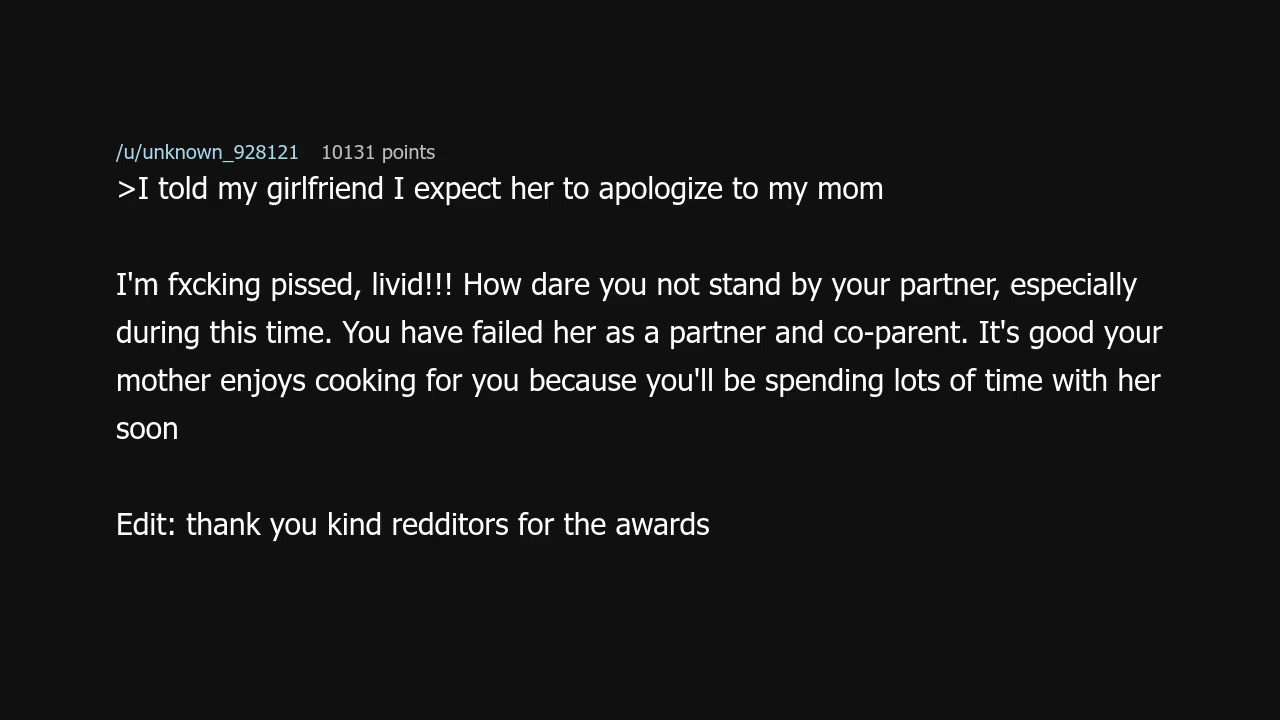 /u/unknown_928121 10131 points
>I told my girlfriend I expect her to apologize to my mom
I'm fxcking pissed, livid!!! How dare you not stand by your partner, especially
during this time. You have failed her as a partner and co-parent. It's good your
mother enjoys cooking for you because you'll be spending lots of time with her
soon
Edit: thank you kind redditors for the awards